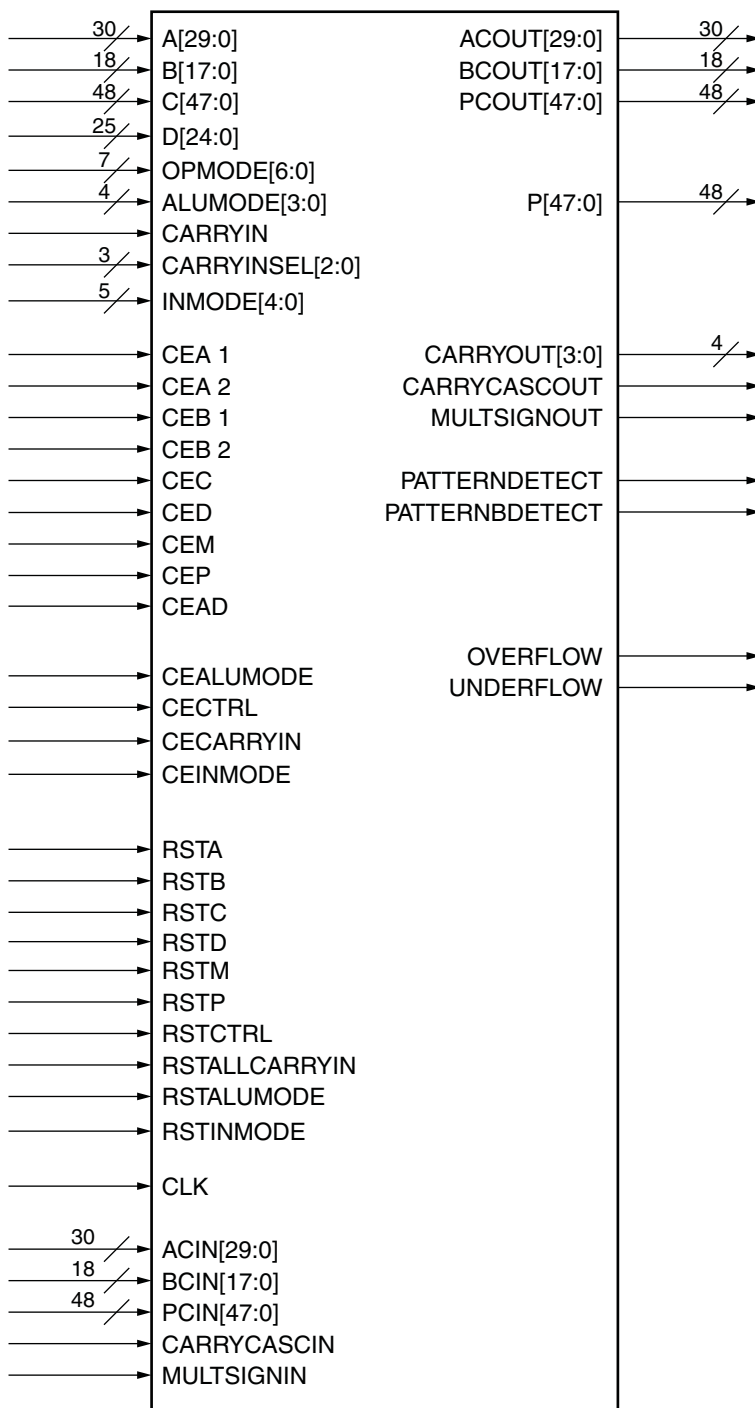 30 A[29:0]
18 B[17:0]
48 C[47:0]
25 D[24:0]
7 OPMODE[6:0]
4 ALUMODE[3:0]
CARRYIN
3 CARRYINSEL[2:0]
5 INMODE[4:0]
CEA 1
CEA 2
CEB 1
CEB 2
CEC
CED
CEM
CEP
CEAD
CEALUMODE
CECTRL
CECARRYIN
CEINMODE
RSTA
RSTB
RSTC
RSTD
RSTM
RSTP
RSTCTRL
RSTALLCARRYIN
RSTALUMODE
RSTINMODE
CLK
30 ACIN[29:0]
18 BCIN[17:0]
48 PCIN[47:0]
CARRYCASCIN
MULTSIGNIN
ACOUT[29:0] 30
BCOUT[17:0] 18
PCOUT[47:0] 48
P[47:0] 48
CARRYOUT[3:0] 4
CARRYCASCOUT
MULTSIGNOUT
PATTERNDETECT
PATTERNBDETECT
OVERFLOW
UNDERFLOW